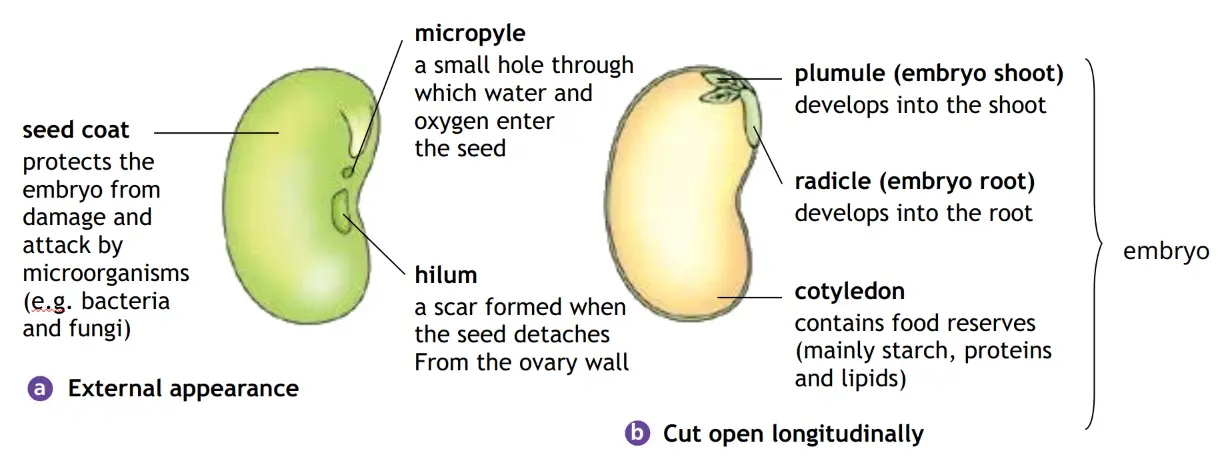 seed coat
protects the
embryo from
damage and
attack by
microorganisms
(e.g. bacteria
and fungi)
micropyle
a small hole through
which water and
oxygen enter
the seed
hilum
a scar formed when
the seed detaches
From the ovary wall
a External appearance
plumule (embryo shoot)
develops into the shoot
radicle (embryo root)
develops into the root
cotyledon
contains food reserves
(mainly starch, proteins
and lipids)
embryo
b Cut open longitudinally